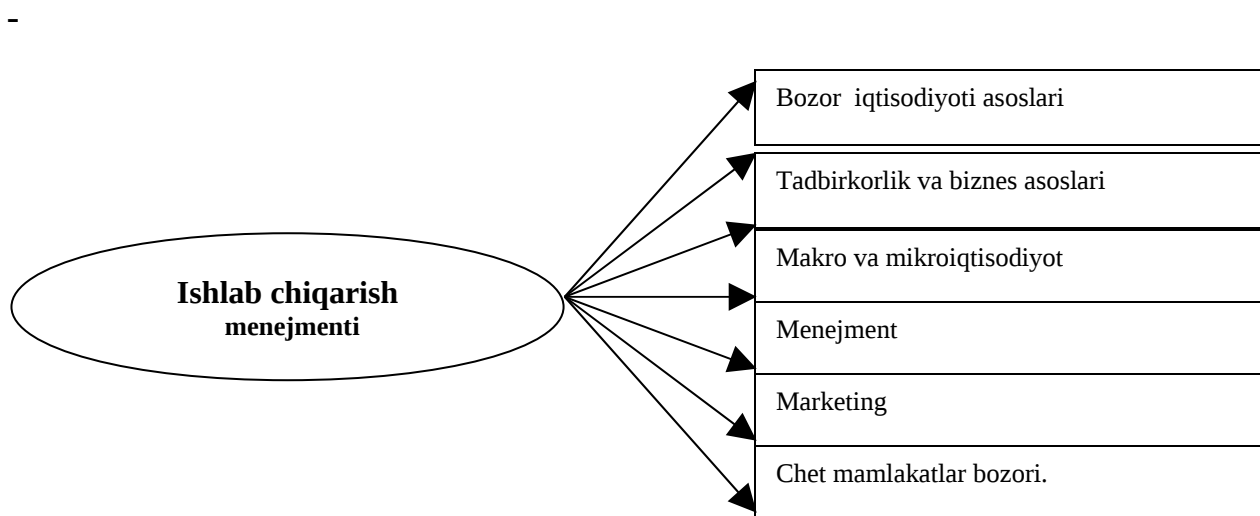 -
Bozor iqtisodiyoti asoslari
Tadbirkorlik va biznes asoslari
Makro va mikroiqtisodiyot
Ishlab chiqarish
menejmenti
Menejment
Marketing
Chet mamlakatlar bozori.